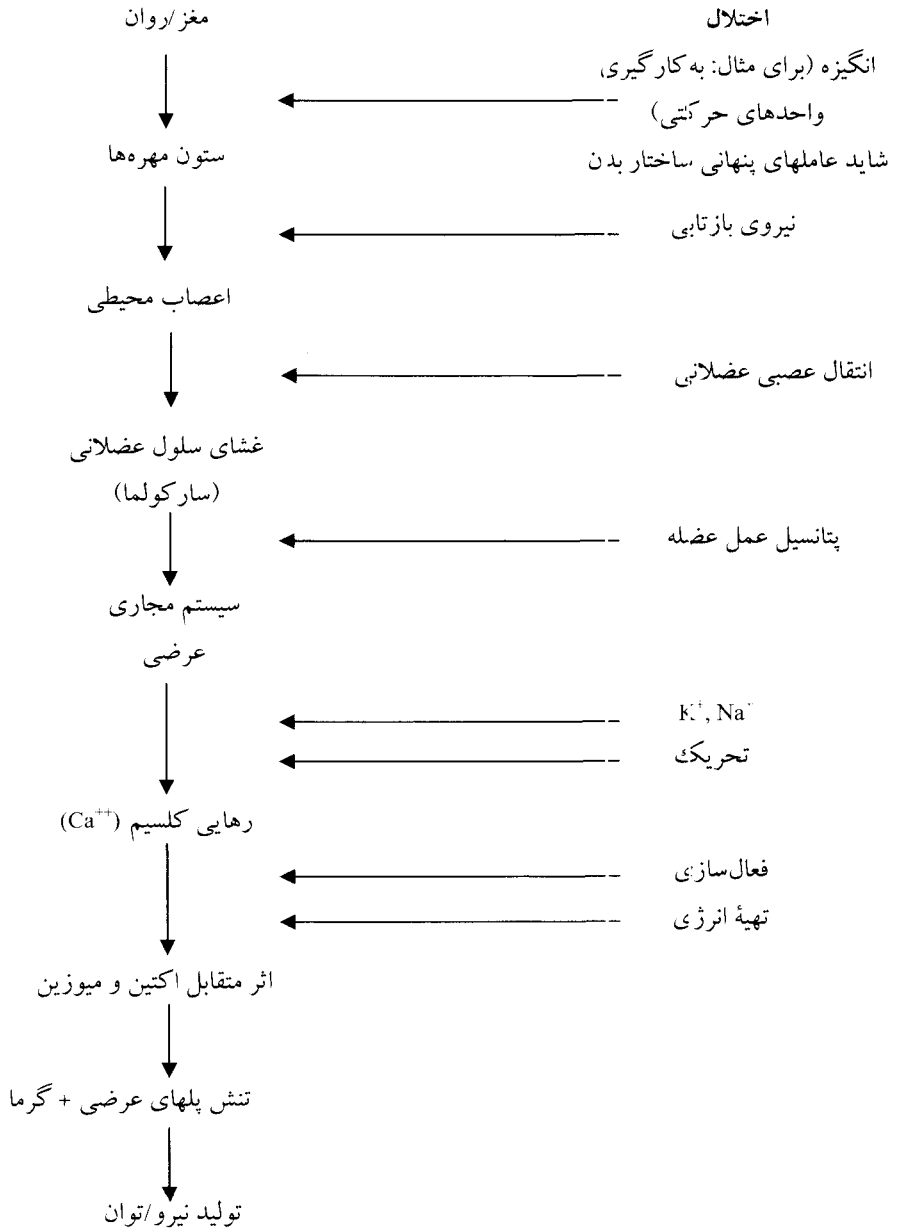 مغز/روان
اختلال
انگیزه (برای مثال: به‌کارگیری
واحدهای حرکتی)
ستون مهره‌ها
شاید عاملهای پنهانی ساختار بدن
نیروی بازتابی
اعصاب محیطی
انتقال عصبی عضلانی
غشای سلول عضلانی
(سارکولما)
پتانسیل عمل عضله
سیستم مجاری
عرضی
K⁺, Na⁺
تحریک
رهایی کلسیم (Ca⁺⁺)
فعال‌سازی
تهیهٔ انرژی
اثر متقابل اکتین و میوزین
تنش پلهای عرضی + گرما
تولید نیرو/توان